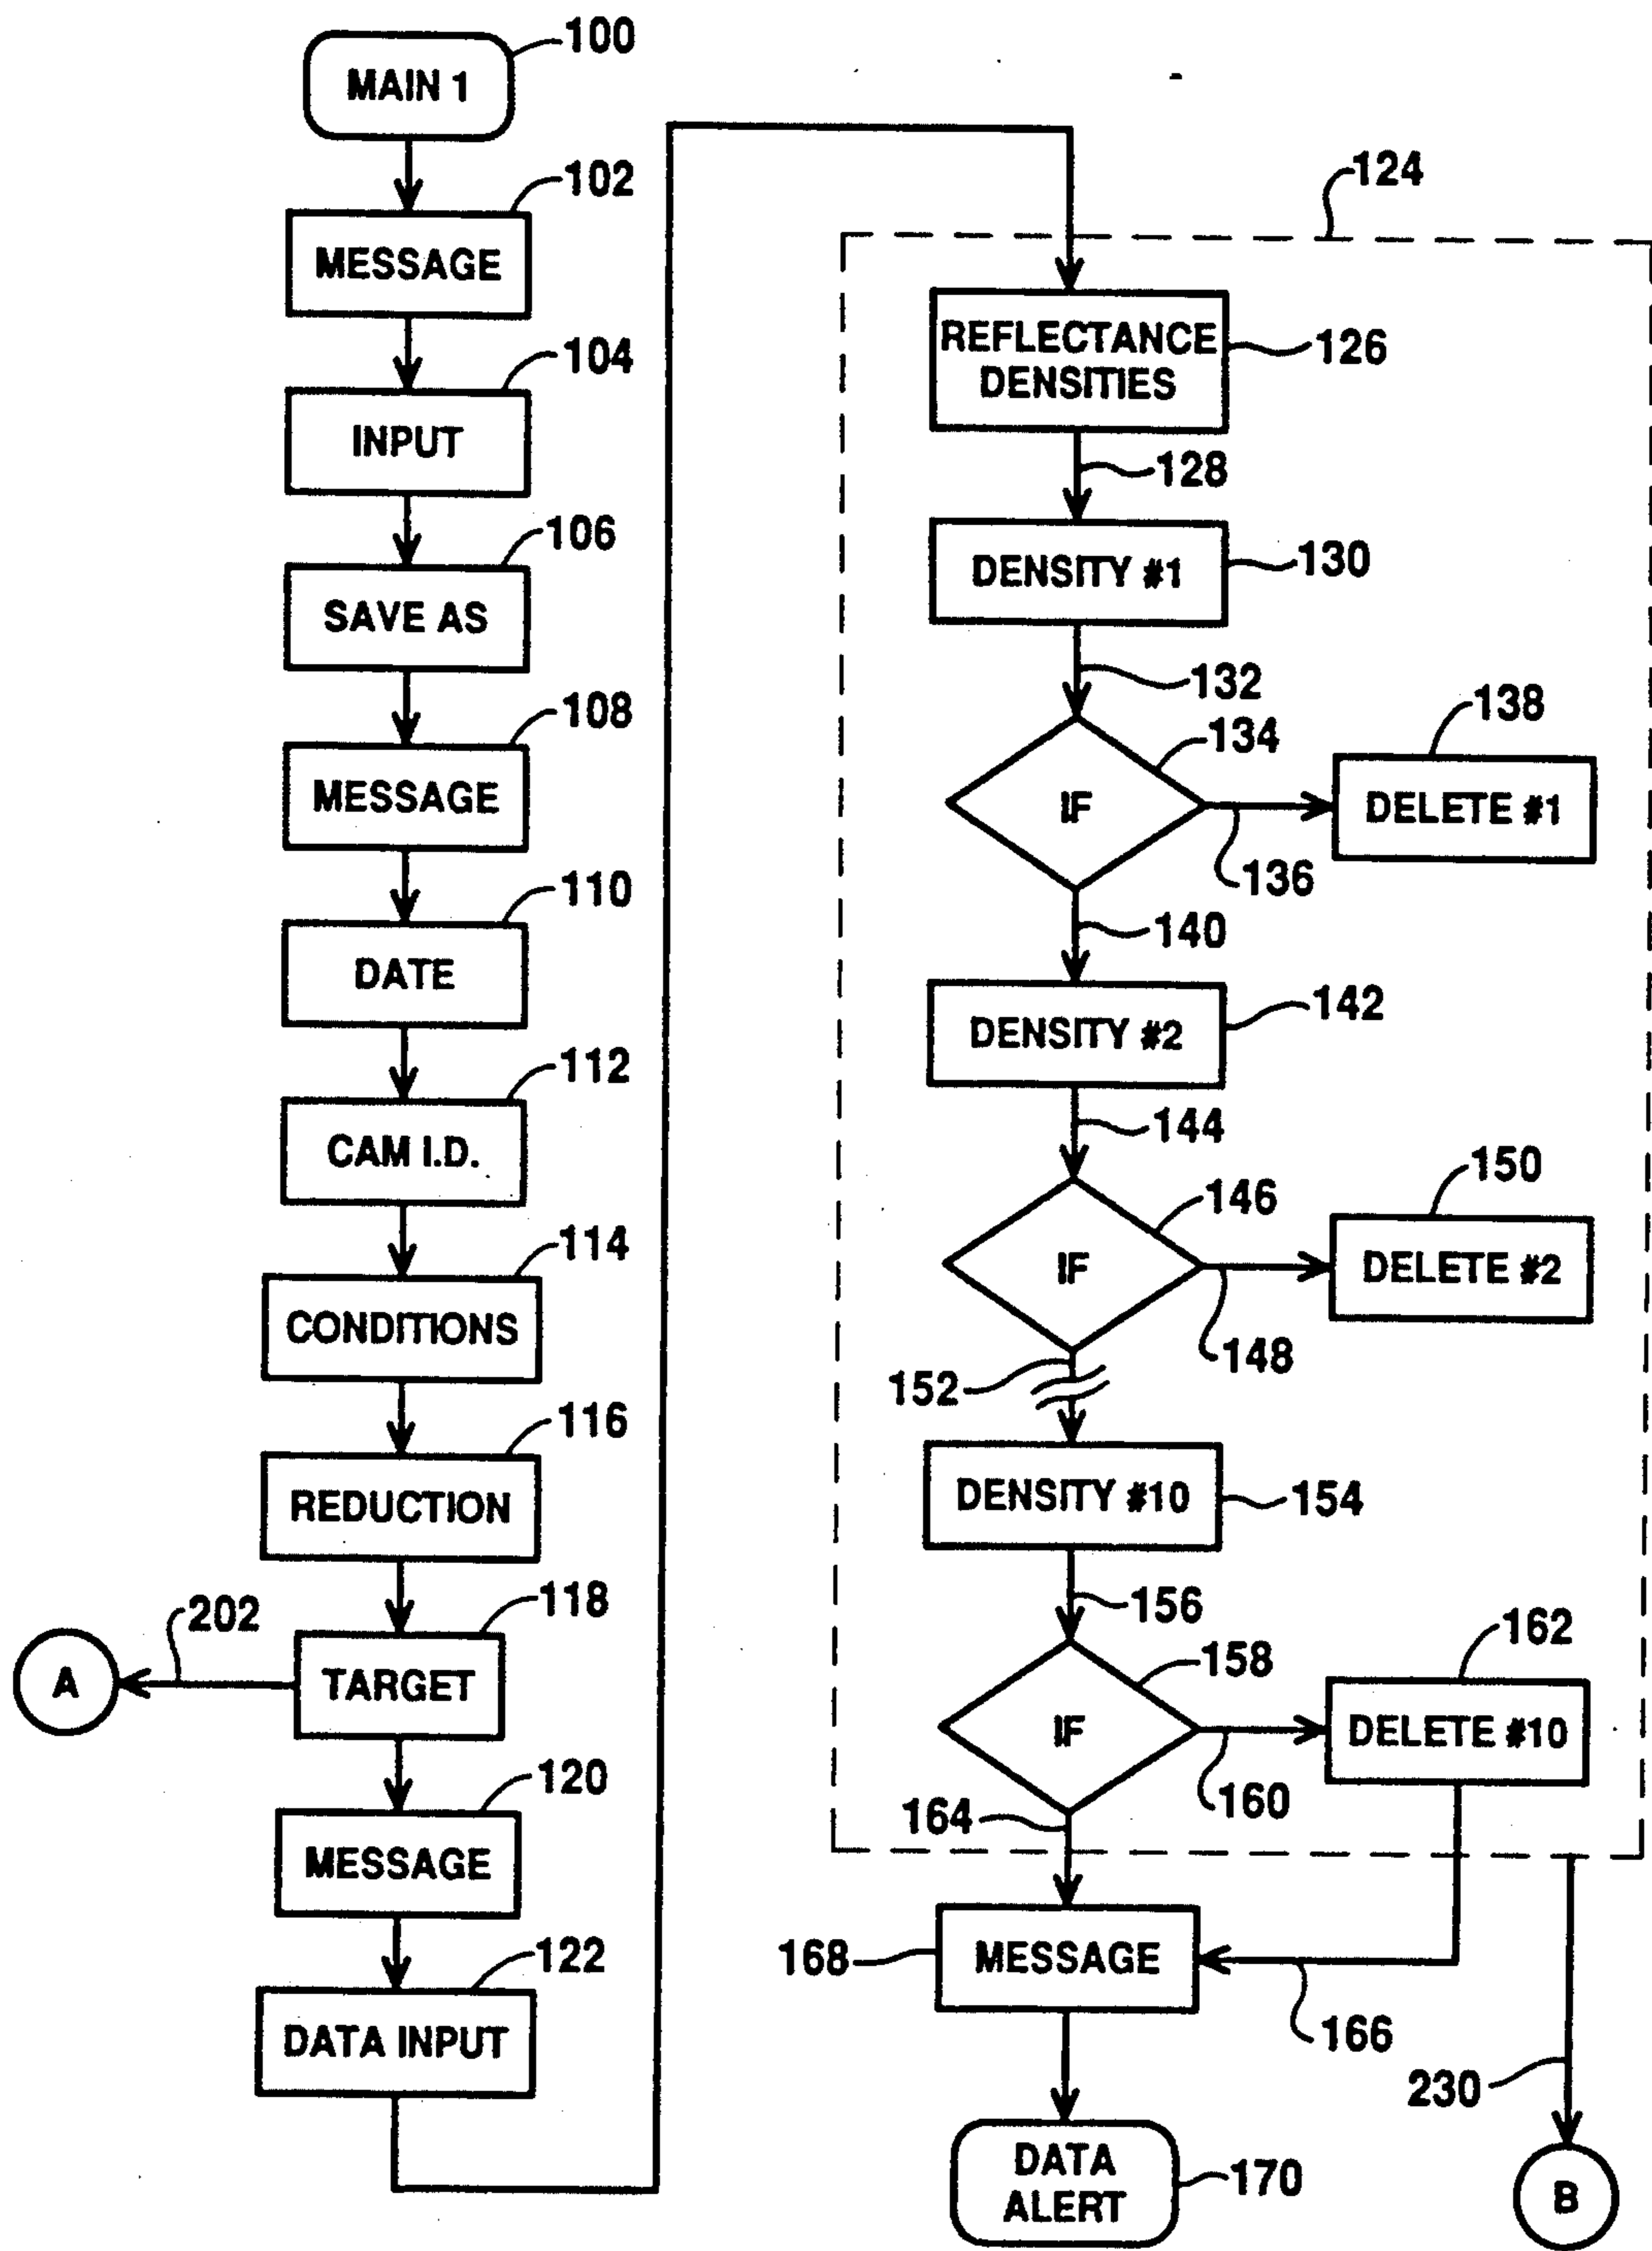 100
MAIN 1
102
MESSAGE
104
INPUT
106
SAVE AS
108
MESSAGE
110
DATE
112
CAM I.D.
114
CONDITIONS
116
REDUCTION
118
202
A
TARGET
120
MESSAGE
122
DATA INPUT
124
REFLECTANCE
DENSITIES
126
128
DENSITY #1
130
132
134
IF
136
138
DELETE #1
140
DENSITY #2
142
144
146
IF
148
150
DELETE #2
152
DENSITY #10
154
156
158
IF
160
162
DELETE #10
164
168
MESSAGE
166
230
DATA
ALERT
170
B